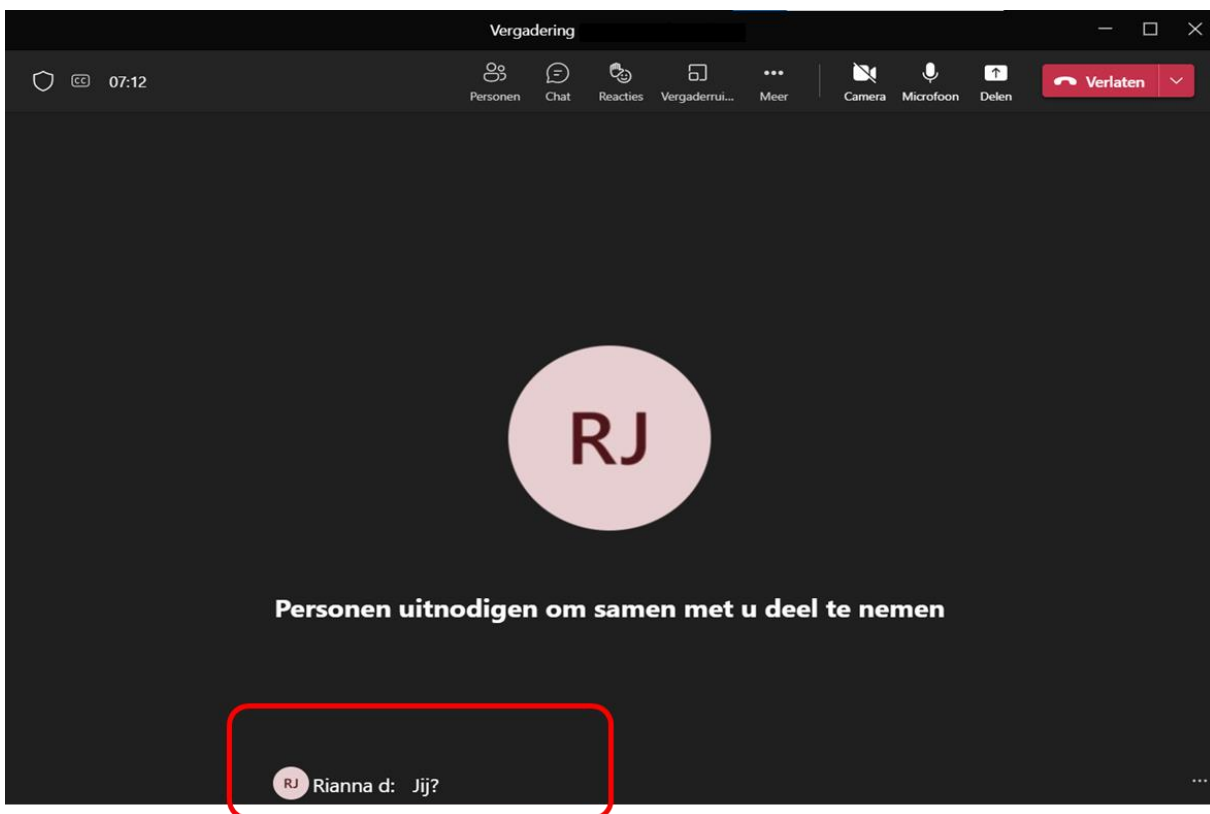 Vergadering
CC 07:12 Personen Chat Reacties Vergaderrui... Meer Camera Microfoon Delen Verlaten
RJ
Personen uitnodigen om samen met u deel te nemen
RJ Rianna d: Jij?